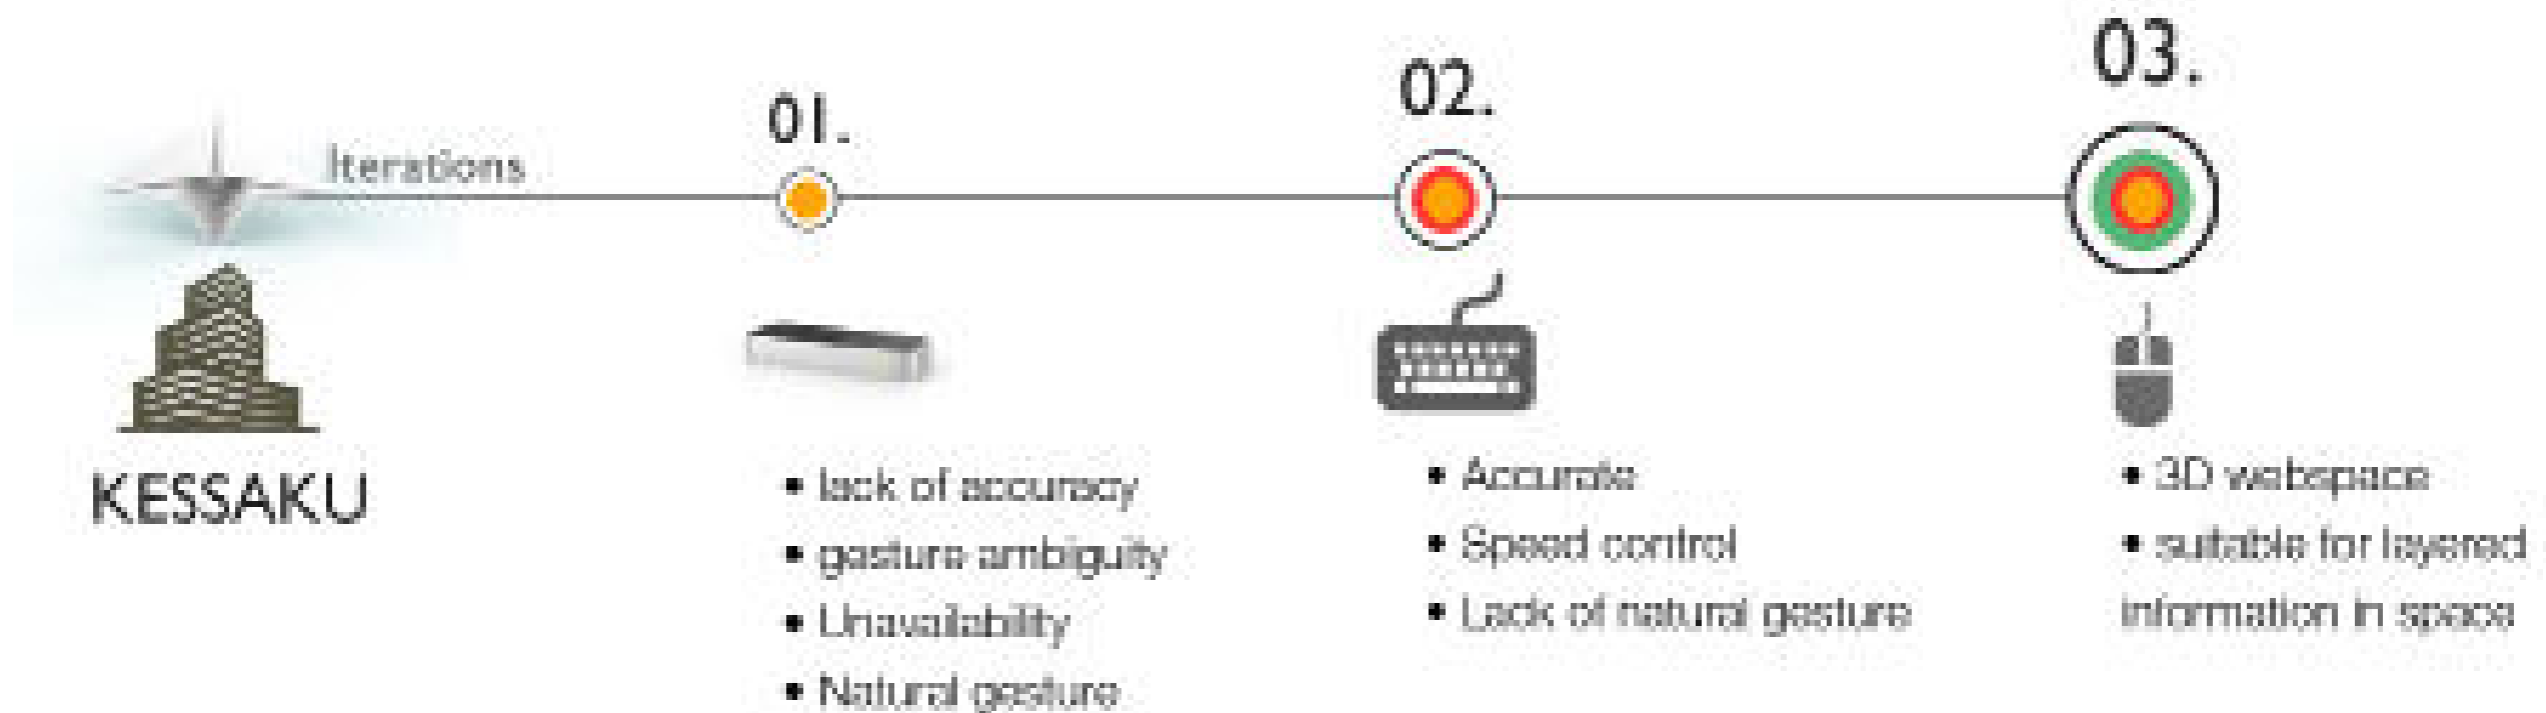 Iterations
KESSAKU
01.
• lack of accuracy
• gesture ambiguity
• Unavailability
• Natural gesture
02.
• Accurate
• Speed control
• Lack of natural gesture
03.
• 3D webspace
• suitable for layered
information in space